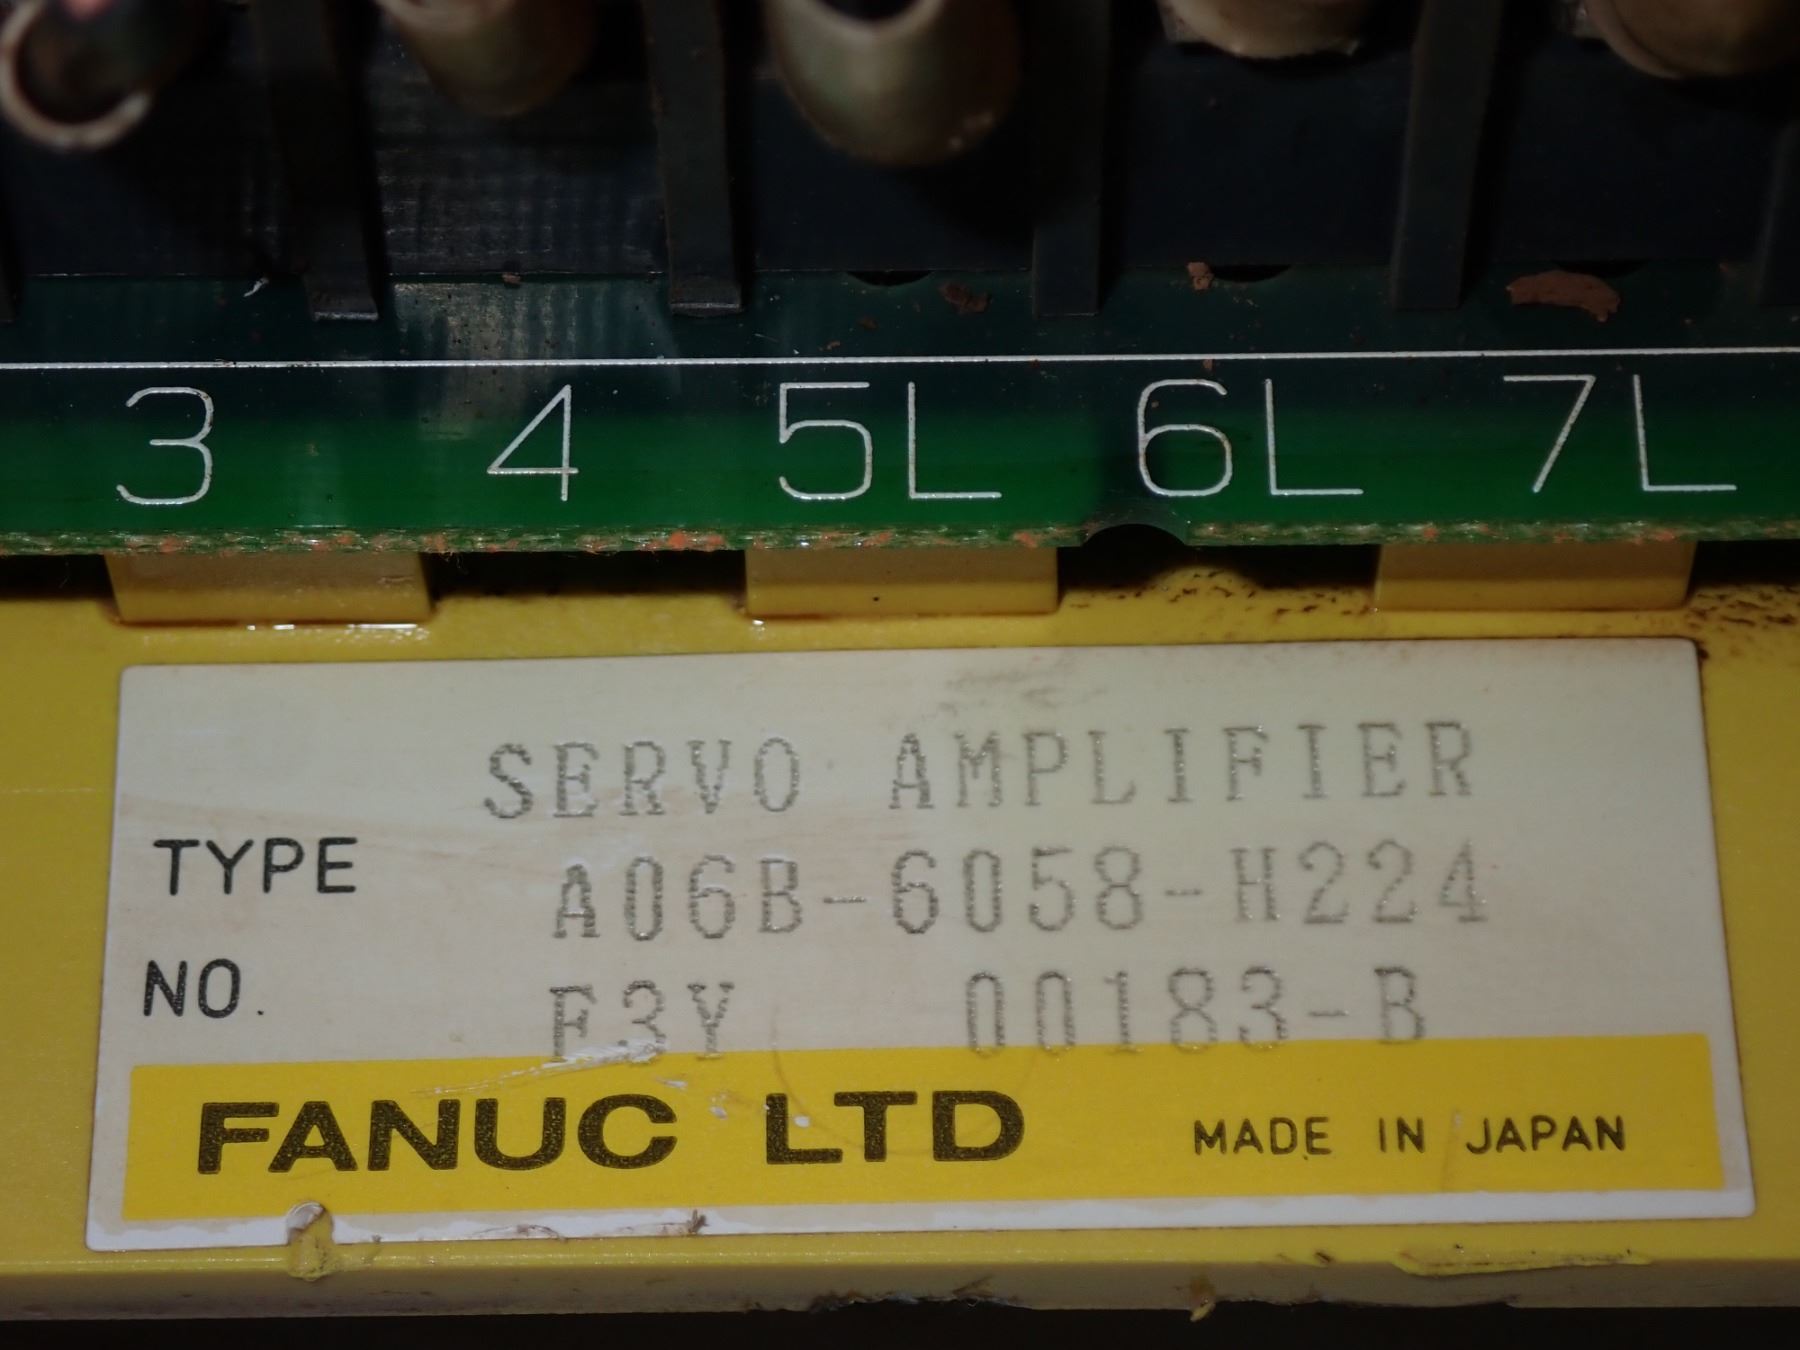 3 4 5L 6L 7L
SERVO AMPLIFIER
TYPE A06B-6058-H224
NO. F3Y 00183-B
FANUC LTD MADE IN JAPAN